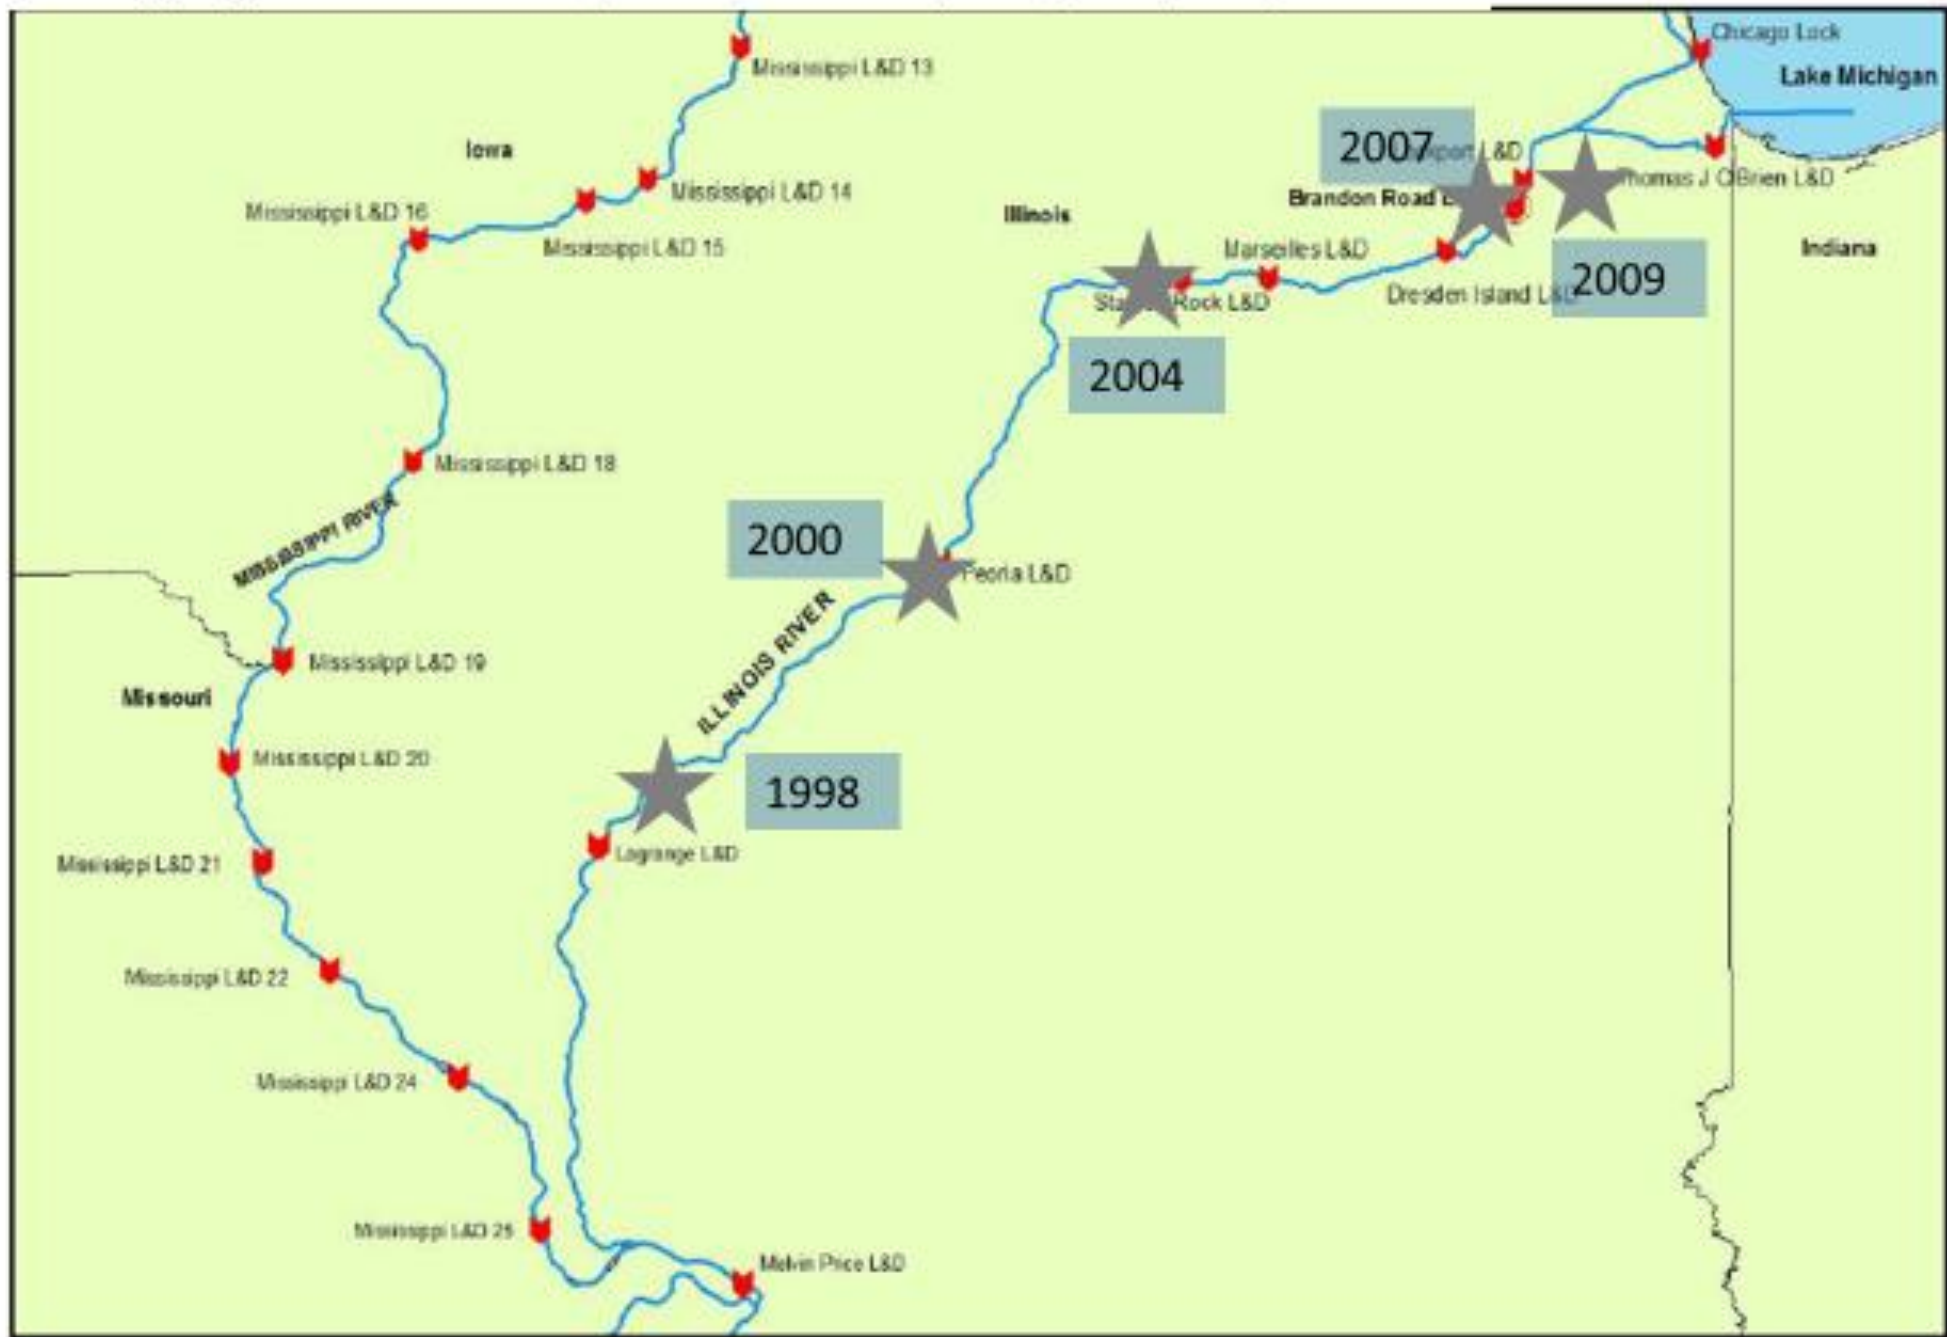 Chicago Lock
Mississippi L&D 13
Lake Michigan
2007
L&D
Iowa
Thomas J O'Brien L&D
Mississippi L&D 14
Brandon Road
Mississippi L&D 16
Illinois
Mississippi L&D 15
Marseilles L&D
Indiana
2009
Dresden Island L&D
Rock L&D
2004
Mississippi L&D 18
MISSISSIPPI RIVER
2000
Peoria L&D
ILLINOIS RIVER
Mississippi L&D 19
Missouri
Mississippi L&D 20
1998
Lagrange L&D
Mississippi L&D 21
Mississippi L&D 22
Mississippi L&D 24
Mississippi L&D 25
Melvin Price L&D